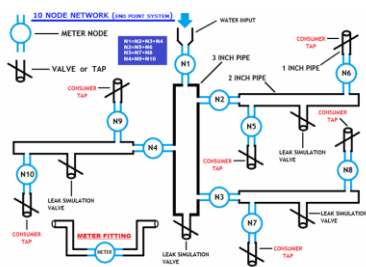 10 NODE NETWORK (END POINT SYSTEM)
METER NODE
VALVE or TAP
N1=N2+N3+N4
N2=N5+N6
N3=N7+N8
N4=N9+N10
WATER INPUT
N1
3 INCH PIPE
2 INCH PIPE
1 INCH PIPE
CONSUMER
TAP
N6
N2
CONSUMER
TAP
N5
CONSUMER
TAP
LEAK SIMULATION
VALVE
CONSUMER
TAP
N9
N4
N10
CONSUMER
TAP
LEAK SIMULATION
VALVE
N8
N3
N7
CONSUMER
TAP
LEAK SIMULATION
VALVE
METER FITTING
METER
LEAK SIMULATION
VALVE